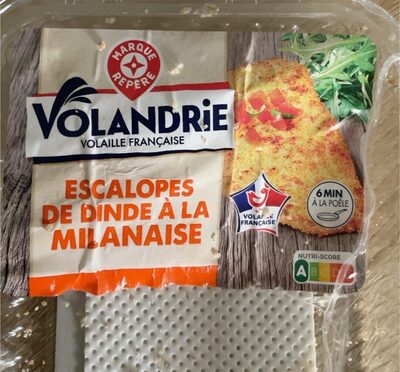 MARQUE
REPÈRE
VOLANDRIE
VOLAILLE FRANÇAISE
ESCALOPES
DE DINDE À LA
MILANAISE
VOLAILLE
FRANÇAISE
6 MIN
À LA POÊLE
NUTRI-SCORE
A B C D E